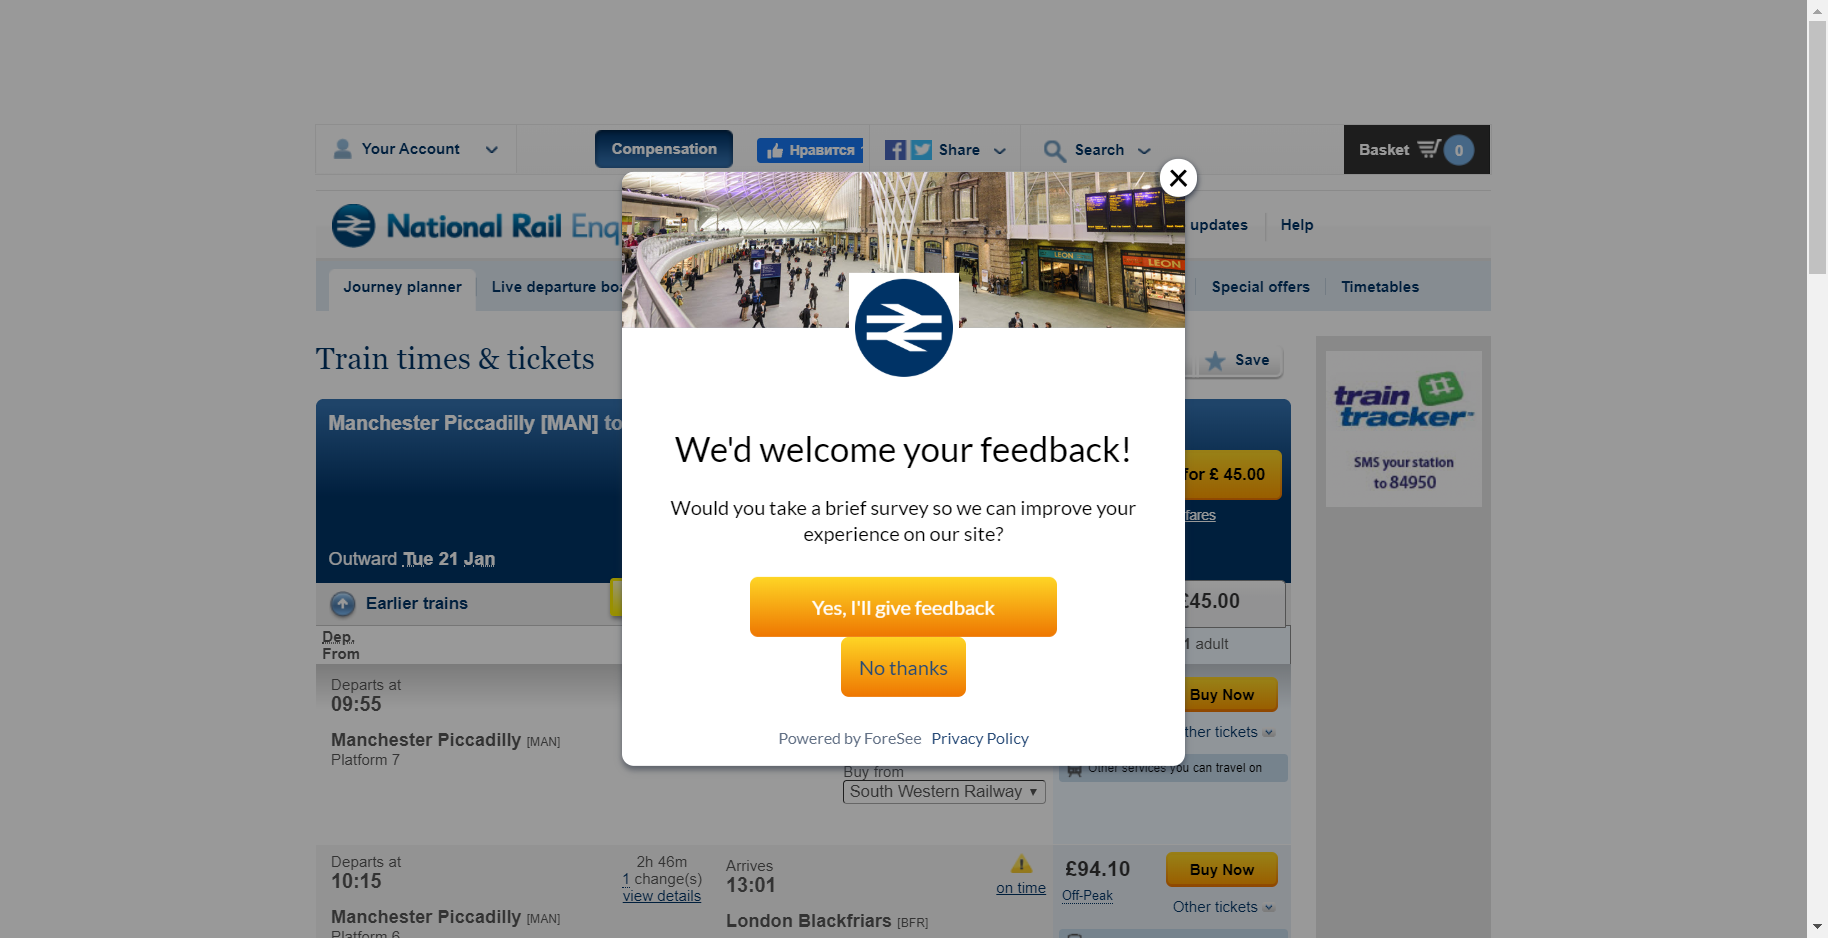 Your Account
Compensation
Нравится
Share
Search
Basket
0
National Rail Enq
updates
Help
Journey planner
Live departure boa
Special offers
Timetables
LEON
LEON
Train times & tickets
Save
train
tracker
SMS your station
to 84950
Manchester Piccadilly [MAN] to
for £ 45.00
fares
Outward Tue 21 Jan
Earlier trains
£45.00
Dep.
From
1 adult
We'd welcome your feedback!
Would you take a brief survey so we can improve your
experience on our site?
Yes, I'll give feedback
No thanks
Powered by ForeSee Privacy Policy
Departs at
09:55
Manchester Piccadilly [MAN]
Platform 7
Buy Now
ther tickets
Other services you can travel on
Buy from
South Western Railway
Departs at
10:15
Manchester Piccadilly [MAN]
Platform 6
2h 46m
1 change(s)
view details
Arrives
13:01
London Blackfriars [BFR]
on time
£94.10
Off-Peak
Buy Now
Other tickets